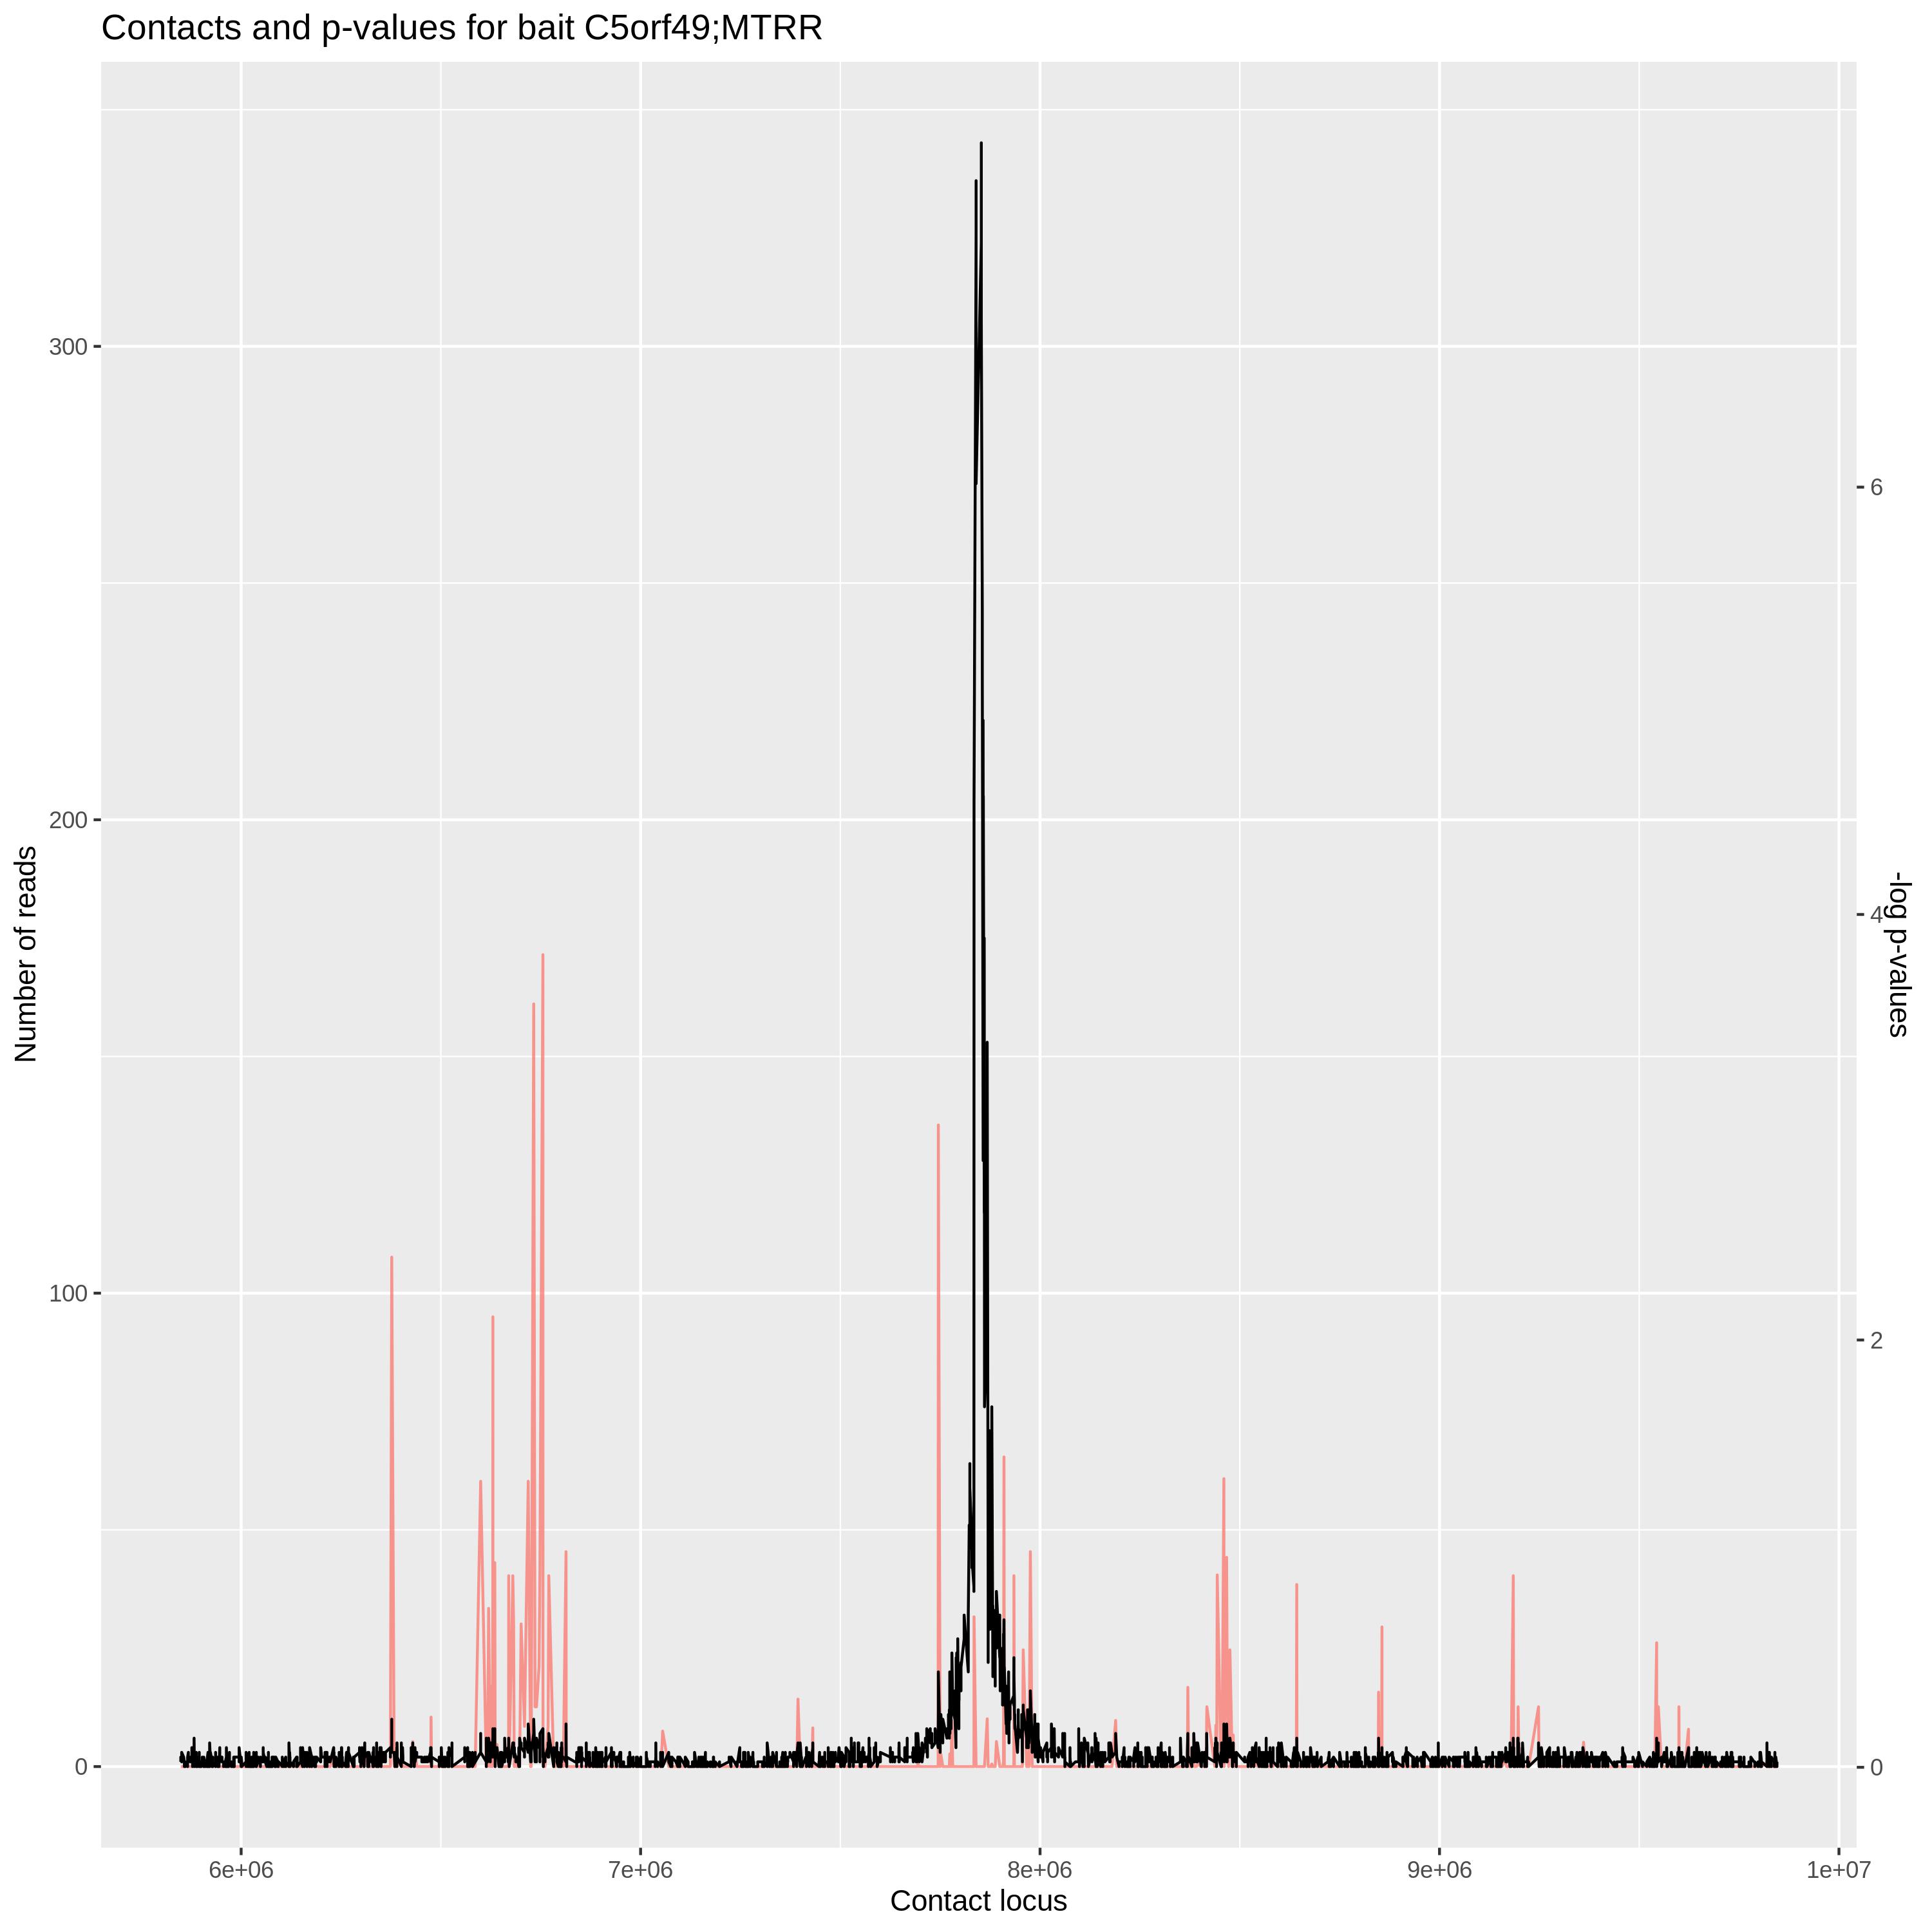 Contacts and p-values for bait C5orf49;MTRR
300
200
100
0
Number of reads
6
4
2
0
-log p-values
6e+06
7e+06
8e+06
9e+06
1e+07
Contact locus